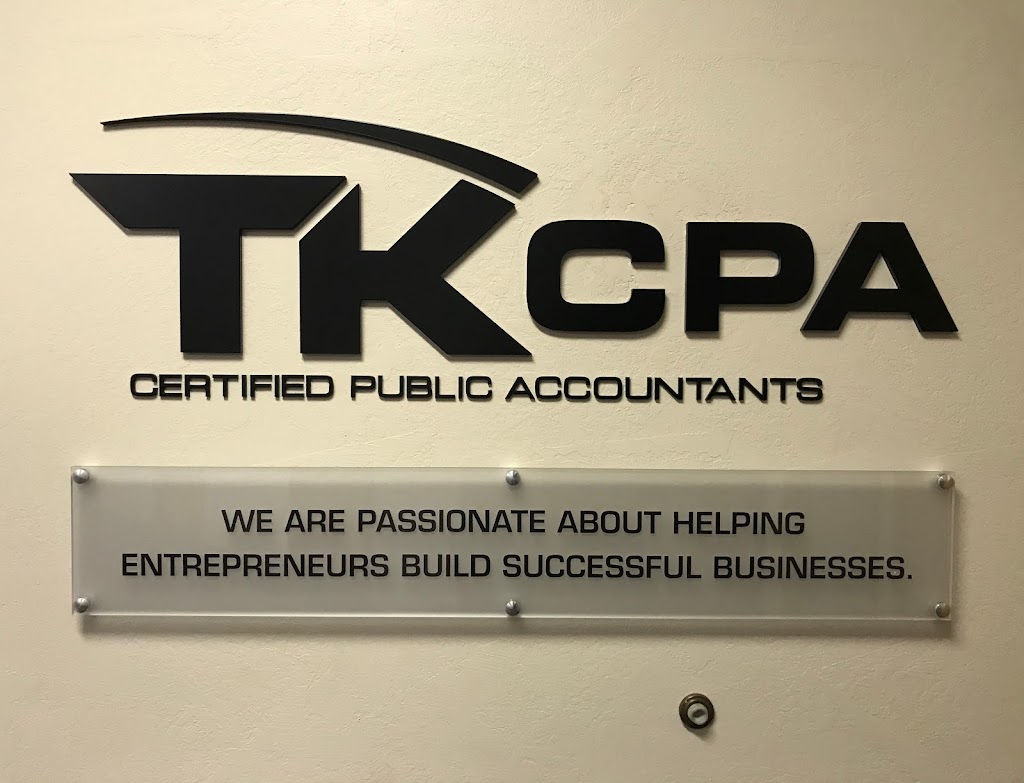 TKCPA
CERTIFIED PUBLIC ACCOUNTANTS
WE ARE PASSIONATE ABOUT HELPING
ENTREPRENEURS BUILD SUCCESSFUL BUSINESSES.